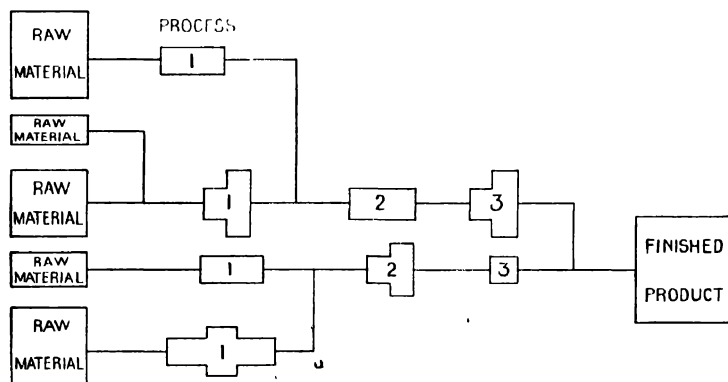 RAW
MATERIAL
PROCESS
1
RAW
MATERIAL
RAW
MATERIAL
1
2
3
RAW
MATERIAL
1
2
3
FINISHED
PRODUCT
RAW
MATERIAL
1